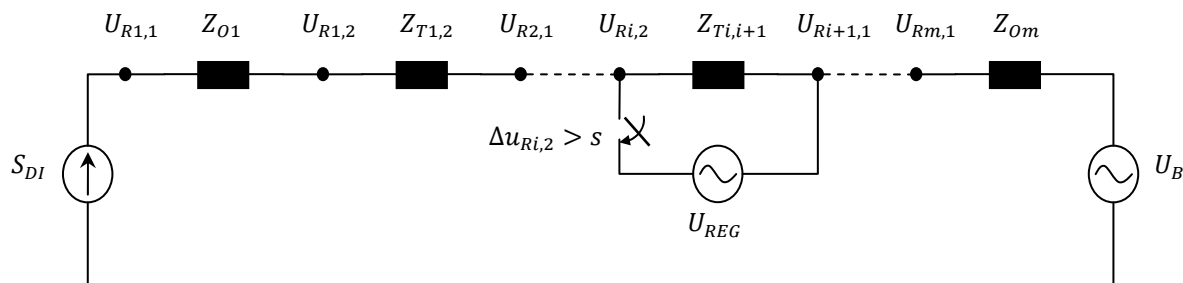 U_{R1,1} Z_{O1} U_{R1,2} Z_{T1,2} U_{R2,1} U_{Ri,2} Z_{Ti,i+1} U_{Ri+1,1} U_{Rm,1} Z_{Om}
Δu_{Ri,2} > s
S_{DI} U_B
U_{REG}